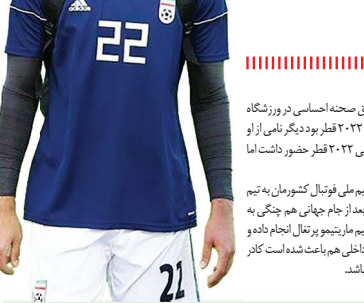 22
22
ق صحنه احساسی در ورزشگاه
۲۰۲۲ قطر بود دیگر نامی از او
ی ۲۰۲۲ قطر حضور داشت اما
یم ملی فوتبال کشورمان به تیم
بعد از جام جهانی هم چنگی به
یم ماریتیمو پرتغال انجام داده و
داخلی هم باعث شده است کادر
باشد.